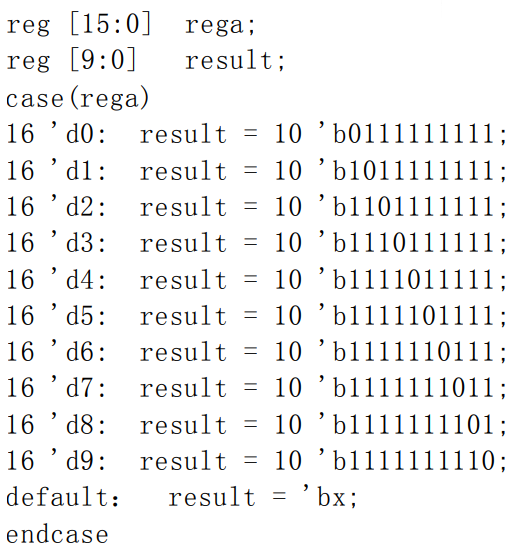 reg [15:0]  rega;
reg [9:0]   result;
case(rega)
16 ’d0:  result = 10 ’b0111111111;
16 ’d1:  result = 10 ’b1011111111;
16 ’d2:  result = 10 ’b1101111111;
16 ’d3:  result = 10 ’b1110111111;
16 ’d4:  result = 10 ’b1111011111;
16 ’d5:  result = 10 ’b1111101111;
16 ’d6:  result = 10 ’b1111110111;
16 ’d7:  result = 10 ’b1111111011;
16 ’d8:  result = 10 ’b1111111101;
16 ’d9:  result = 10 ’b1111111110;
default:  result = ’bx;
endcase